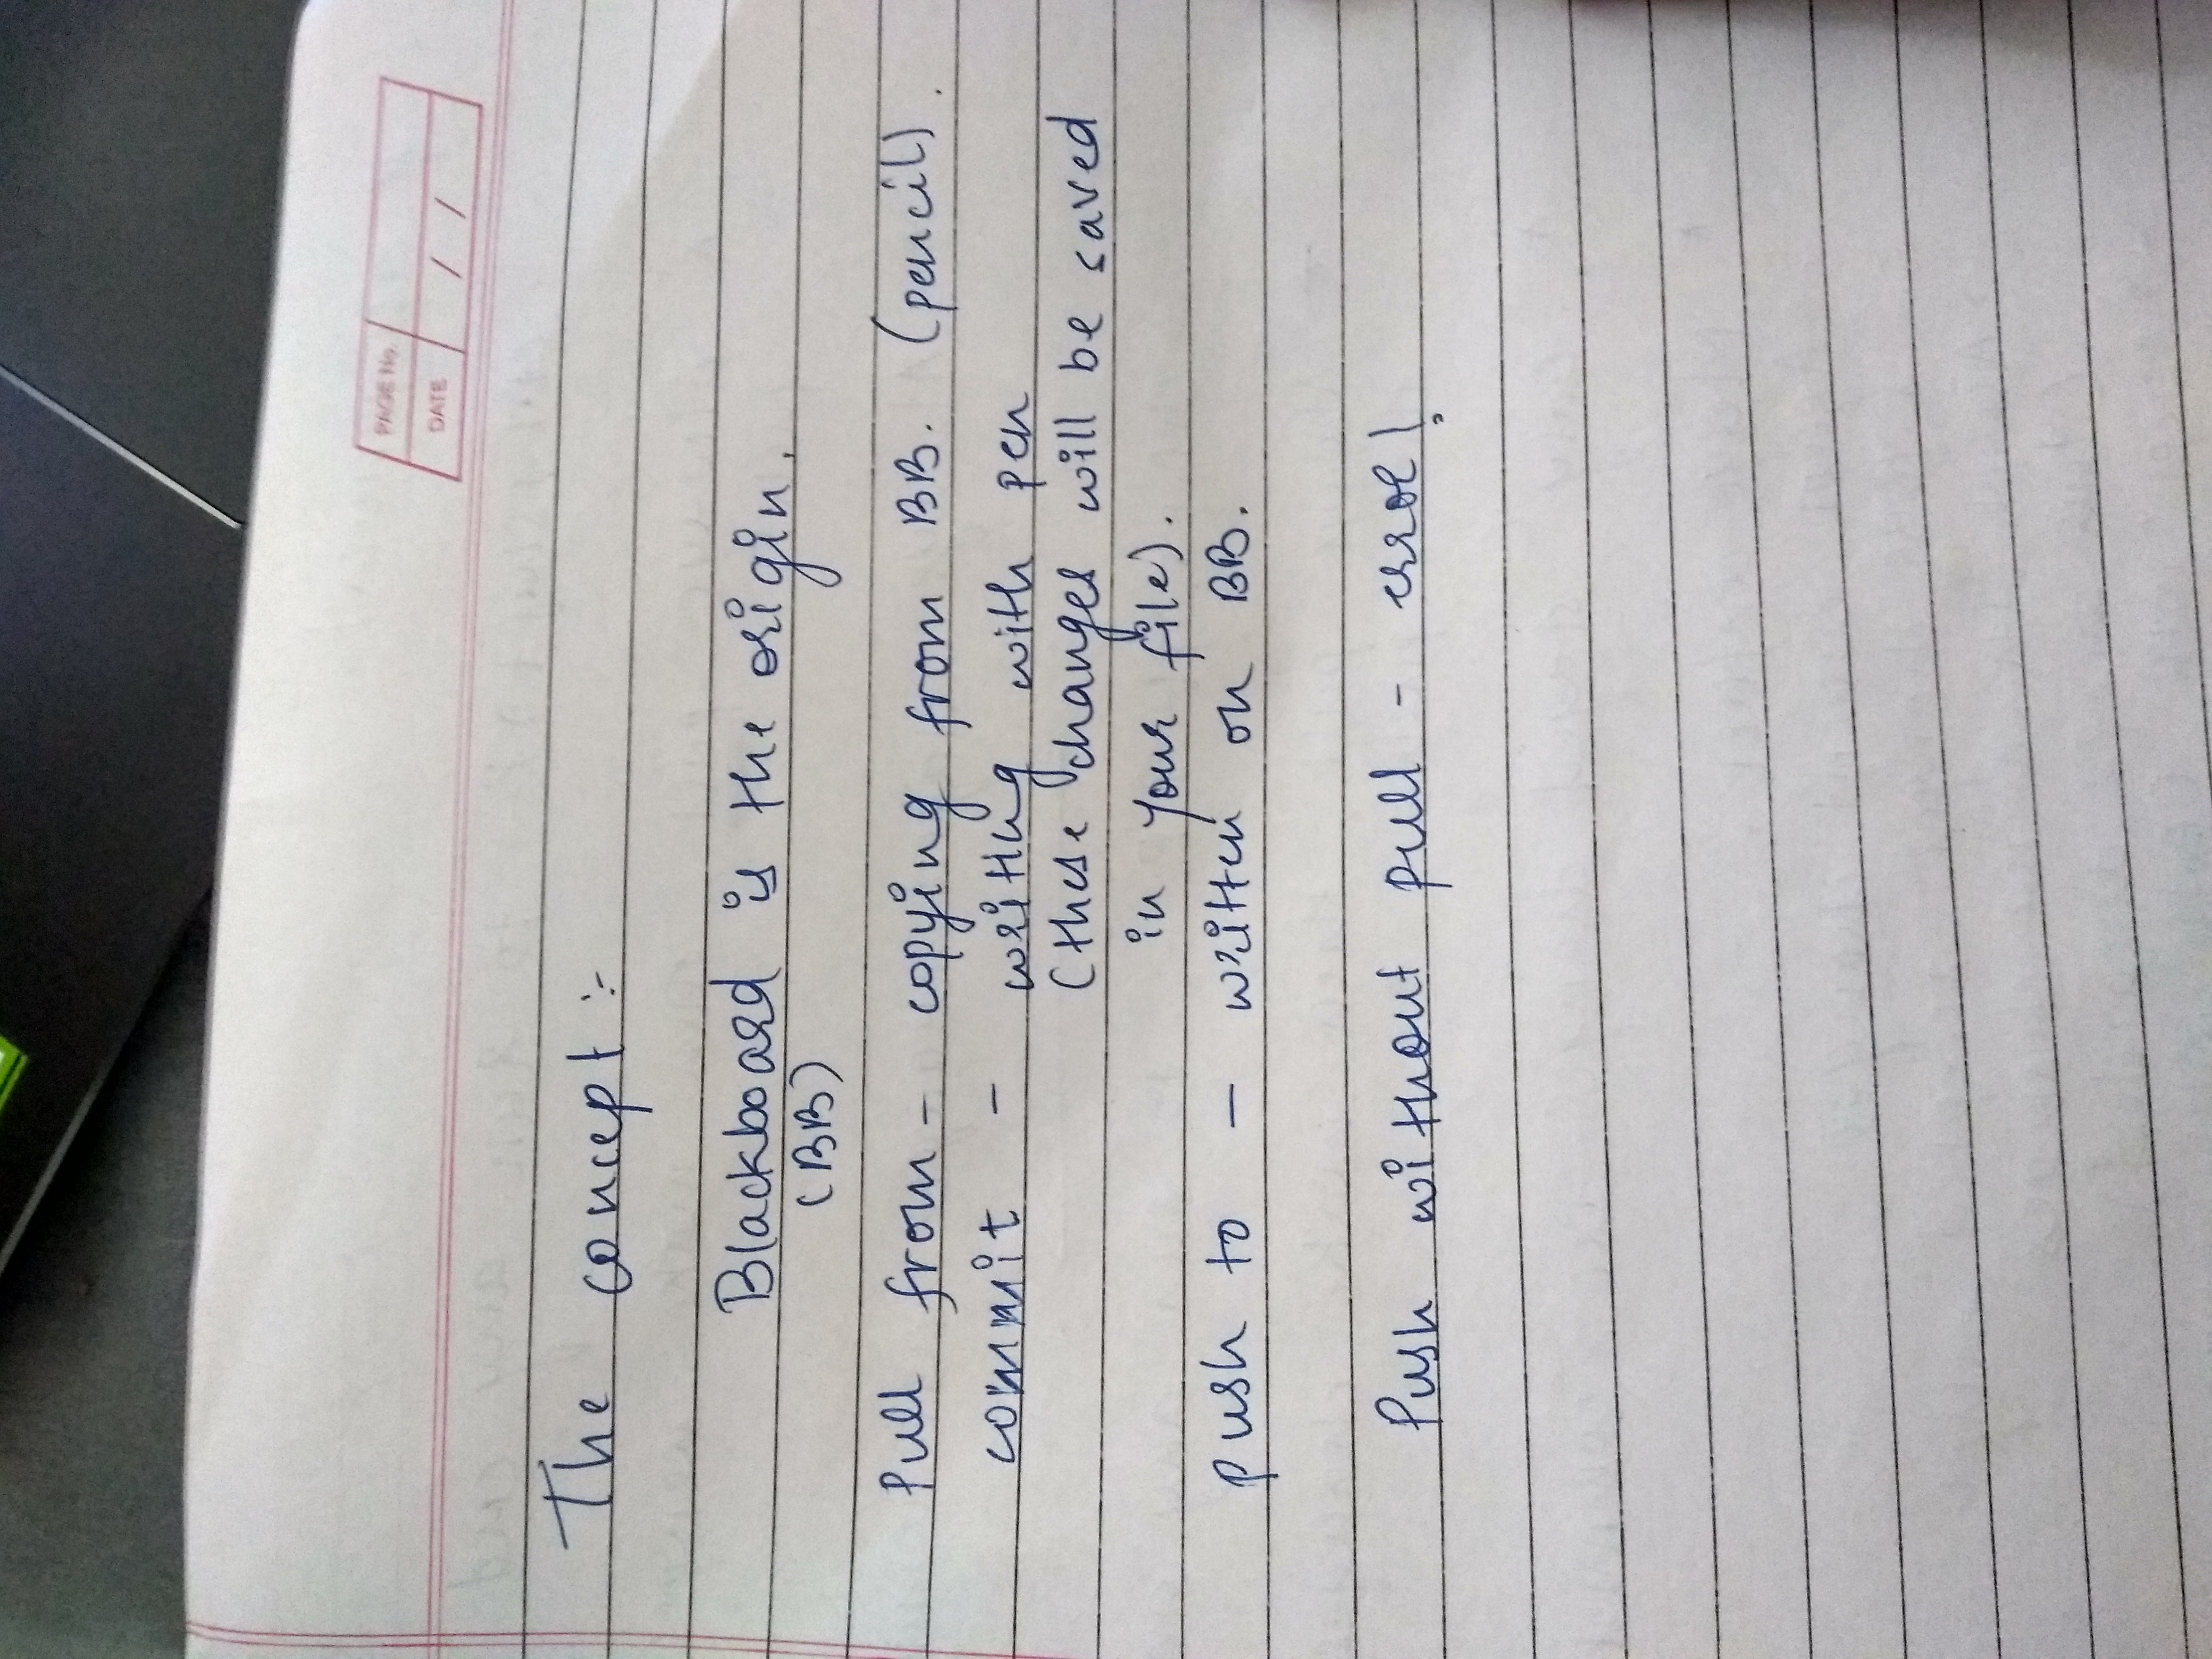 PAGE No.
DATE / /
The concept :-
Blackboard is the origin.
(BB)
Pull from - copying from BB. (pencil).
commit - writing with pen
(these changes will be saved
in your file).
push to - written on BB.
Push without pull - error!